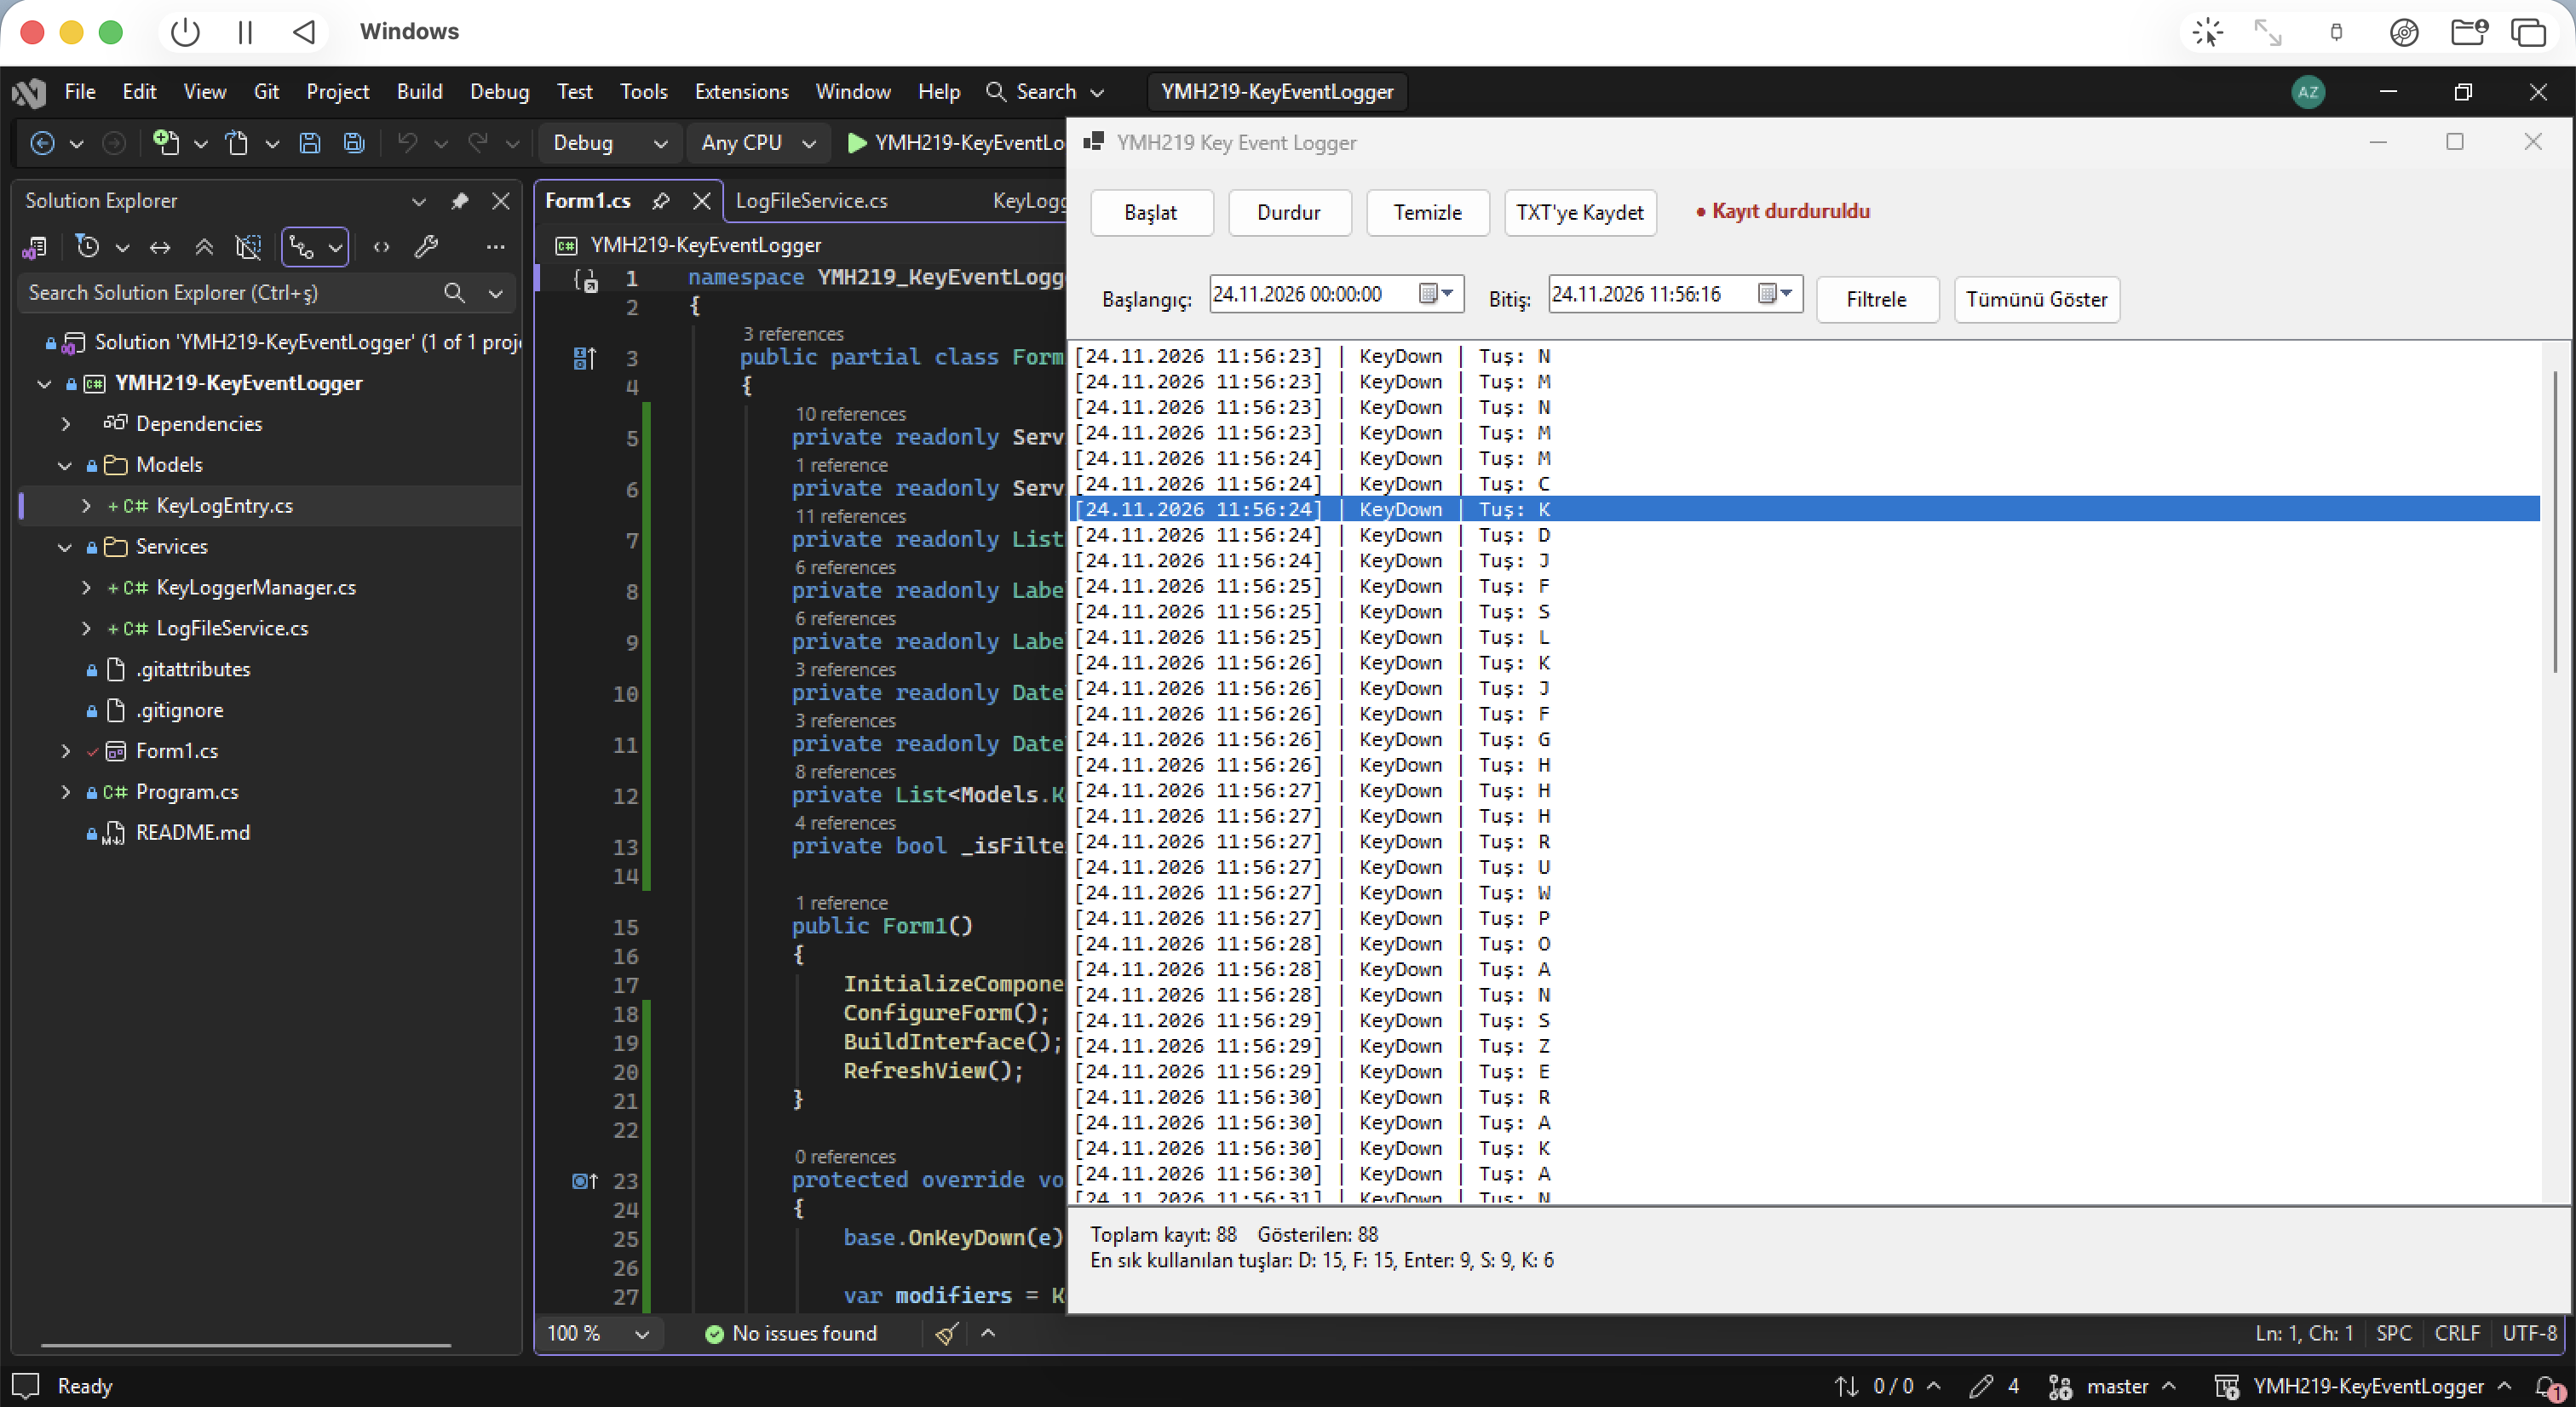 Windows
File Edit View Git Project Build Debug Test Tools Extensions Window Help Search YMH219-KeyEventLogger AZ
Debug Any CPU YMH219-KeyEventLo
Solution Explorer
Search Solution Explorer (Ctrl+ş)
Solution 'YMH219-KeyEventLogger' (1 of 1 proje
YMH219-KeyEventLogger
Dependencies
Models
+ C# KeyLogEntry.cs
Services
+ C# KeyLoggerManager.cs
+ C# LogFileService.cs
.gitattributes
.gitignore
Form1.cs
C# Program.cs
README.md
Form1.cs LogFileService.cs KeyLogg
YMH219-KeyEventLogger
1 namespace YMH219_KeyEventLogge
2 {
3 references
3 public partial class Form
4 {
10 references
5 private readonly Serv
1 reference
6 private readonly Serv
11 references
7 private readonly List
6 references
8 private readonly Labe
6 references
9 private readonly Labe
3 references
10 private readonly Date
3 references
11 private readonly Date
8 references
12 private List<Models.K
4 references
13 private bool _isFilte
14
1 reference
15 public Form1()
16 {
17 InitializeCompone
18 ConfigureForm();
19 BuildInterface();
20 RefreshView();
21 }
22
0 references
23 protected override vo
24 {
25 base.OnKeyDown(e)
26
27 var modifiers = K
100 % No issues found
YMH219 Key Event Logger
Başlat Durdur Temizle TXT'ye Kaydet • Kayıt durduruldu
Başlangıç: 24.11.2026 00:00:00 Bitiş: 24.11.2026 11:56:16 Filtrele Tümünü Göster
[24.11.2026 11:56:23] | KeyDown | Tuş: N
[24.11.2026 11:56:23] | KeyDown | Tuş: M
[24.11.2026 11:56:23] | KeyDown | Tuş: N
[24.11.2026 11:56:23] | KeyDown | Tuş: M
[24.11.2026 11:56:24] | KeyDown | Tuş: M
[24.11.2026 11:56:24] | KeyDown | Tuş: C
[24.11.2026 11:56:24] | KeyDown | Tuş: K
[24.11.2026 11:56:24] | KeyDown | Tuş: D
[24.11.2026 11:56:24] | KeyDown | Tuş: J
[24.11.2026 11:56:25] | KeyDown | Tuş: F
[24.11.2026 11:56:25] | KeyDown | Tuş: S
[24.11.2026 11:56:25] | KeyDown | Tuş: L
[24.11.2026 11:56:26] | KeyDown | Tuş: K
[24.11.2026 11:56:26] | KeyDown | Tuş: J
[24.11.2026 11:56:26] | KeyDown | Tuş: F
[24.11.2026 11:56:26] | KeyDown | Tuş: G
[24.11.2026 11:56:26] | KeyDown | Tuş: H
[24.11.2026 11:56:27] | KeyDown | Tuş: H
[24.11.2026 11:56:27] | KeyDown | Tuş: H
[24.11.2026 11:56:27] | KeyDown | Tuş: R
[24.11.2026 11:56:27] | KeyDown | Tuş: U
[24.11.2026 11:56:27] | KeyDown | Tuş: W
[24.11.2026 11:56:27] | KeyDown | Tuş: P
[24.11.2026 11:56:28] | KeyDown | Tuş: O
[24.11.2026 11:56:28] | KeyDown | Tuş: A
[24.11.2026 11:56:28] | KeyDown | Tuş: N
[24.11.2026 11:56:29] | KeyDown | Tuş: S
[24.11.2026 11:56:29] | KeyDown | Tuş: Z
[24.11.2026 11:56:29] | KeyDown | Tuş: E
[24.11.2026 11:56:30] | KeyDown | Tuş: R
[24.11.2026 11:56:30] | KeyDown | Tuş: A
[24.11.2026 11:56:30] | KeyDown | Tuş: K
[24.11.2026 11:56:30] | KeyDown | Tuş: A
[24.11.2026 11:56:31] | KeyDown | Tuş: N
Toplam kayıt: 88 Gösterilen: 88
En sık kullanılan tuşlar: D: 15, F: 15, Enter: 9, S: 9, K: 6
Ln: 1, Ch: 1 SPC CRLF UTF-8
Ready 0 / 0 4 master YMH219-KeyEventLogger 1